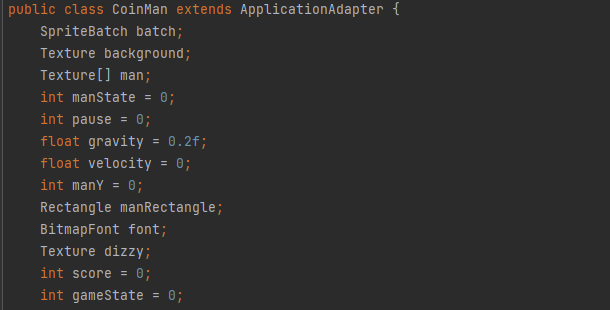 public class CoinMan extends ApplicationAdapter {
SpriteBatch batch;
Texture background;
Texture[] man;
int manState = 0;
int pause = 0;
float gravity = 0.2f;
float velocity = 0;
int manY = 0;
Rectangle manRectangle;
BitmapFont font;
Texture dizzy;
int score = 0;
int gameState = 0;